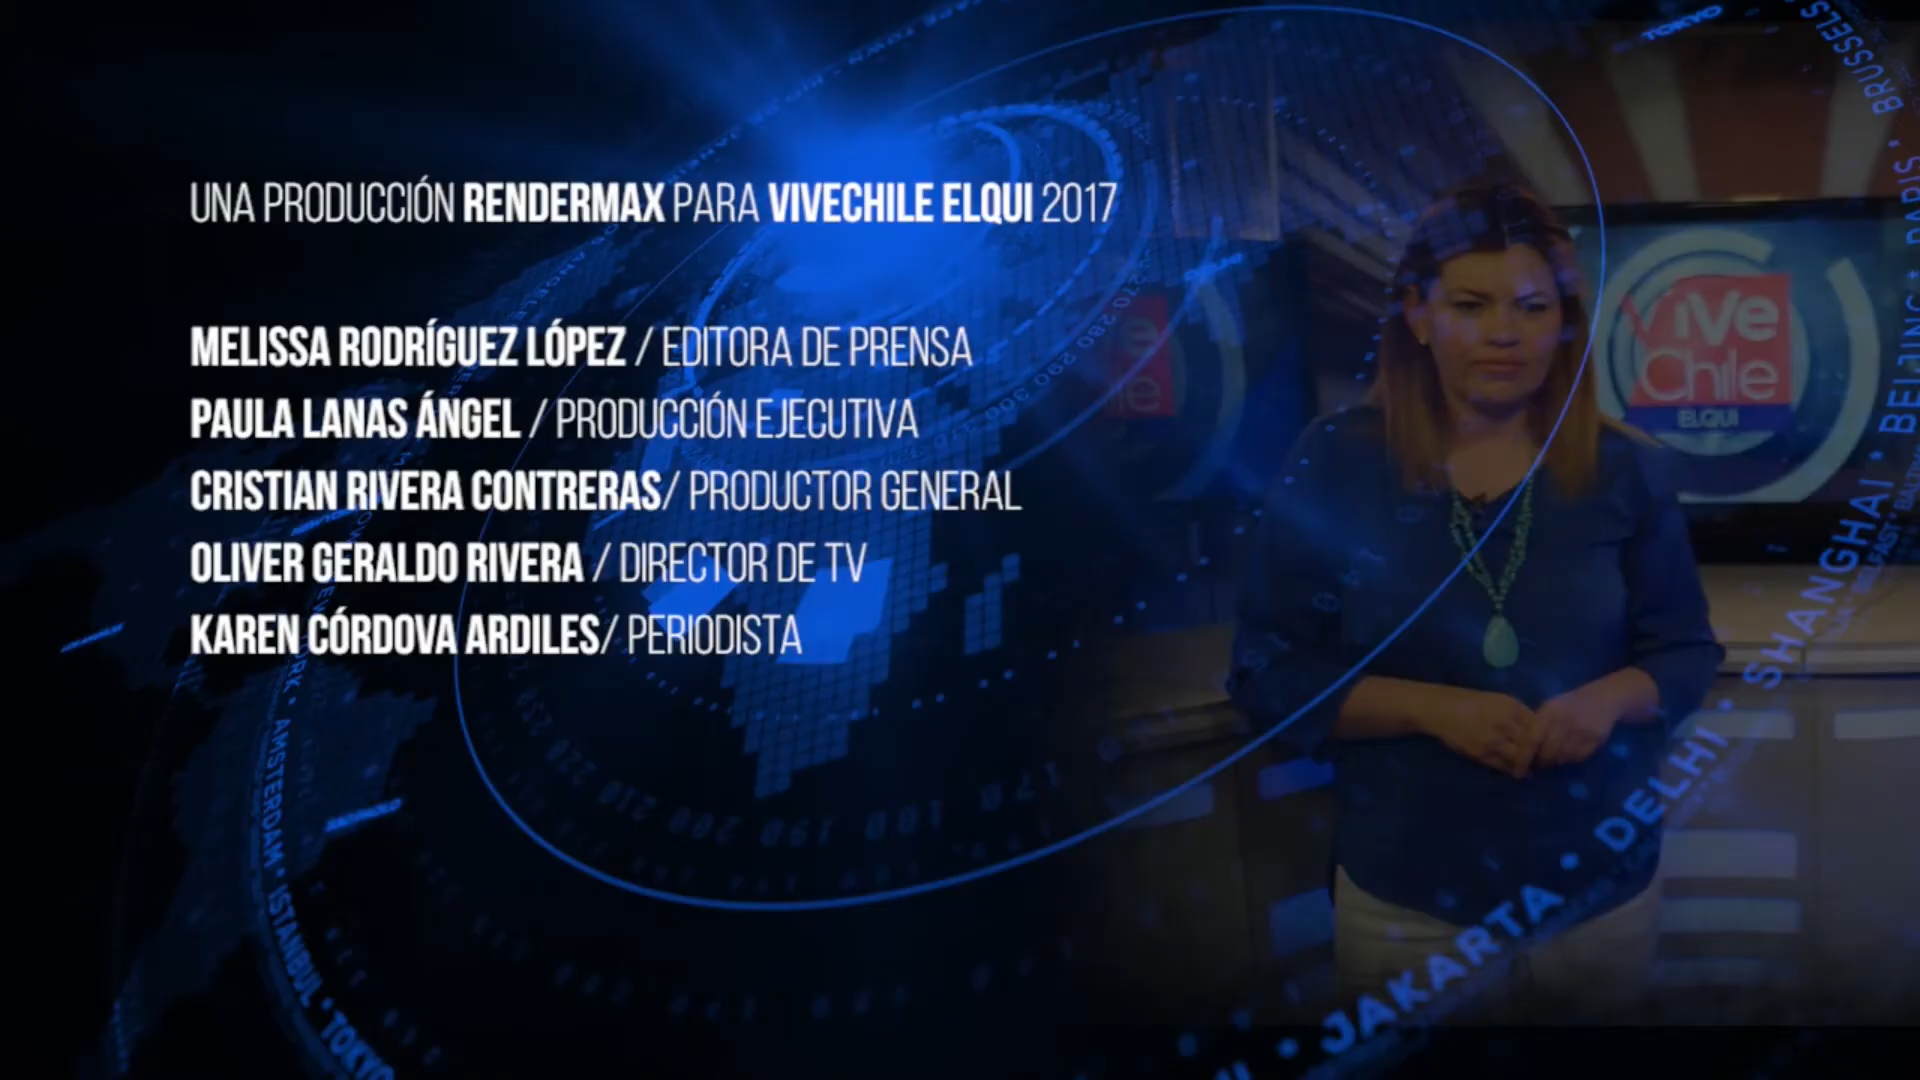 UNA PRODUCCIÓN RENDERMAX PARA VIVECHILE ELQUI 2017
MELISSA RODRÍGUEZ LÓPEZ / EDITORA DE PRENSA
PAULA LANAS ÁNGEL / PRODUCCIÓN EJECUTIVA
CRISTIAN RIVERA CONTRERAS/ PRODUCTOR GENERAL
OLIVER GERALDO RIVERA / DIRECTOR DE TV
KAREN CÓRDOVA ARDILES/ PERIODISTA
ViVe
Chile
ELQUI
TOKYO
BRUSSELS • PARIS • BEIJING • SHANGHAI • DELHI • JAKARTA
AMSTERDAM • ISTANBUL • TOKYO